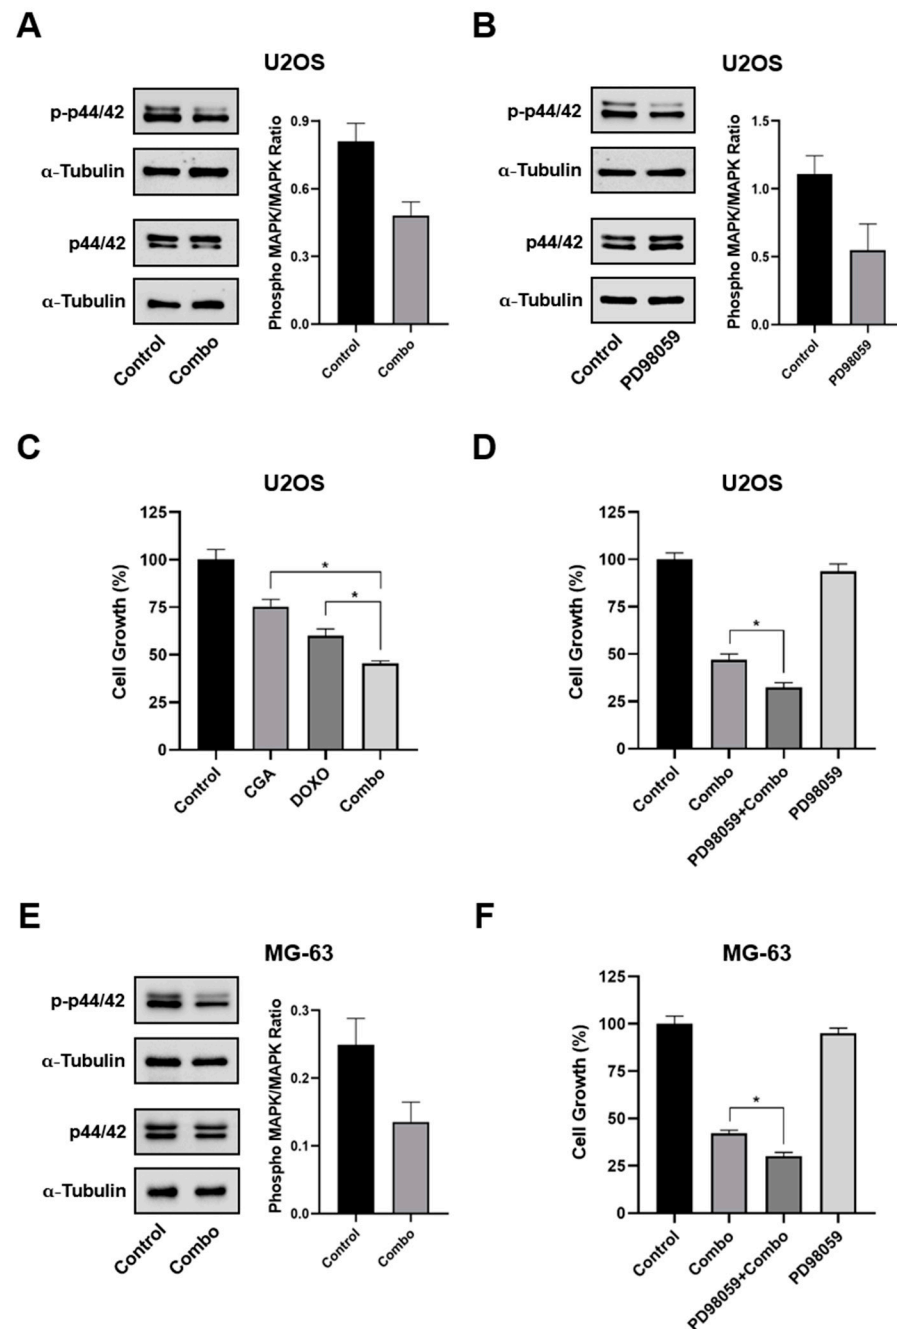 A
U2OS
p-p44/42
α-Tubulin
p44/42
α-Tubulin
Control
Combo
Phospho MAPK/MAPK Ratio
0.9
0.6
0.3
0.0
Control
Combo
B
U2OS
p-p44/42
α-Tubulin
p44/42
α-Tubulin
Control
PD98059
Phospho MAPK/MAPK Ratio
1.5
1.0
0.5
0.0
Control
PD98059
C
U2OS
Cell Growth (%)
125
100
75
50
25
0
*
*
Control
CGA
DOXO
Combo
D
U2OS
Cell Growth (%)
125
100
75
50
25
0
*
Control
Combo
PD98059+Combo
PD98059
E
MG-63
p-p44/42
α-Tubulin
p44/42
α-Tubulin
Control
Combo
Phospho MAPK/MAPK Ratio
0.3
0.2
0.1
0.0
Control
Combo
F
MG-63
Cell Growth (%)
125
100
75
50
25
0
*
Control
Combo
PD98059+Combo
PD98059